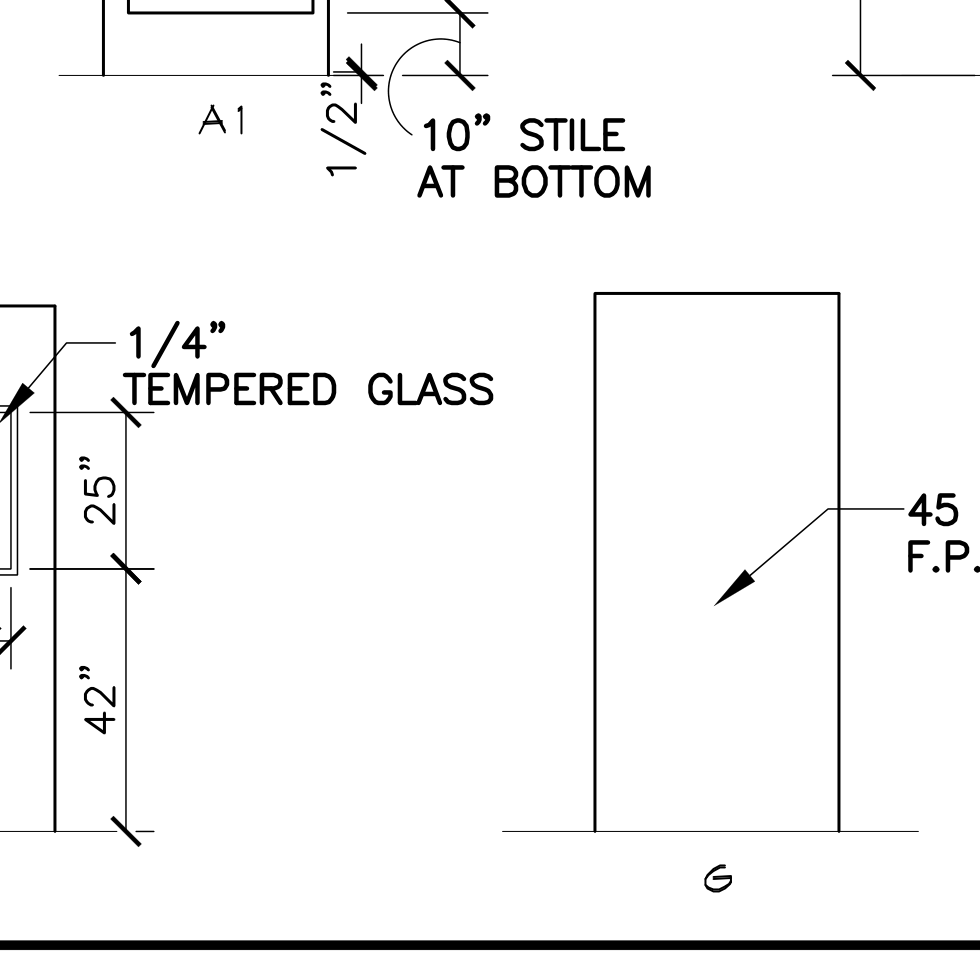 A1
1/2"
10" STILE
AT BOTTOM
1/4"
TEMPERED GLASS
25"
42"
45
F.P.
G